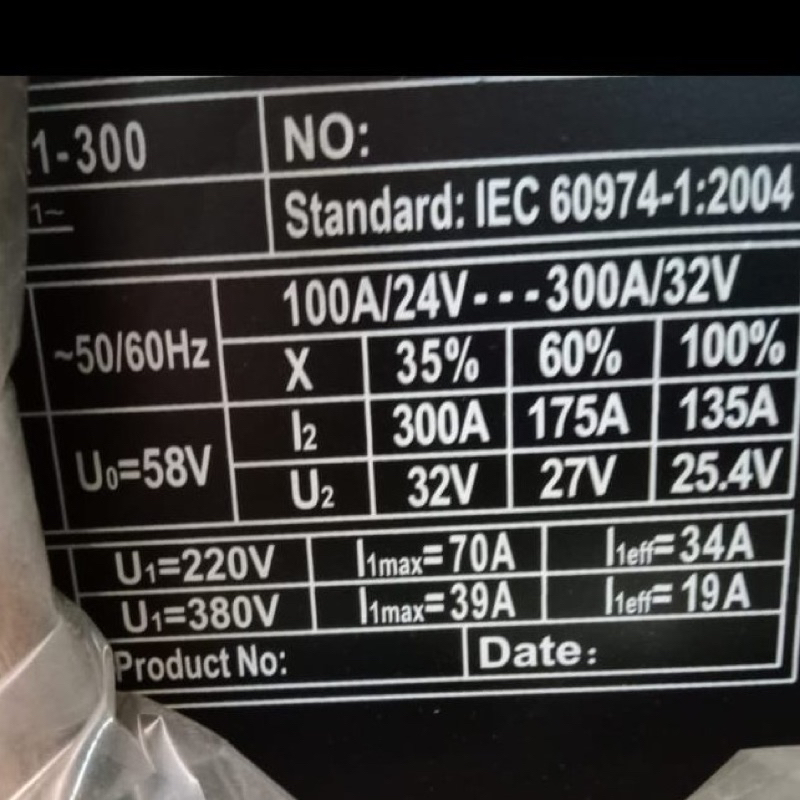 1-300
NO:
1~
Standard: IEC 60974-1:2004
~50/60Hz
100A/24V---300A/32V
X 35% 60% 100%
U₀=58V
I₂ 300A 175A 135A
U₂ 32V 27V 25.4V
U₁=220V I₁max=70A I₁eff=34A
U₁=380V I₁max=39A I₁eff=19A
Product No:
Date: